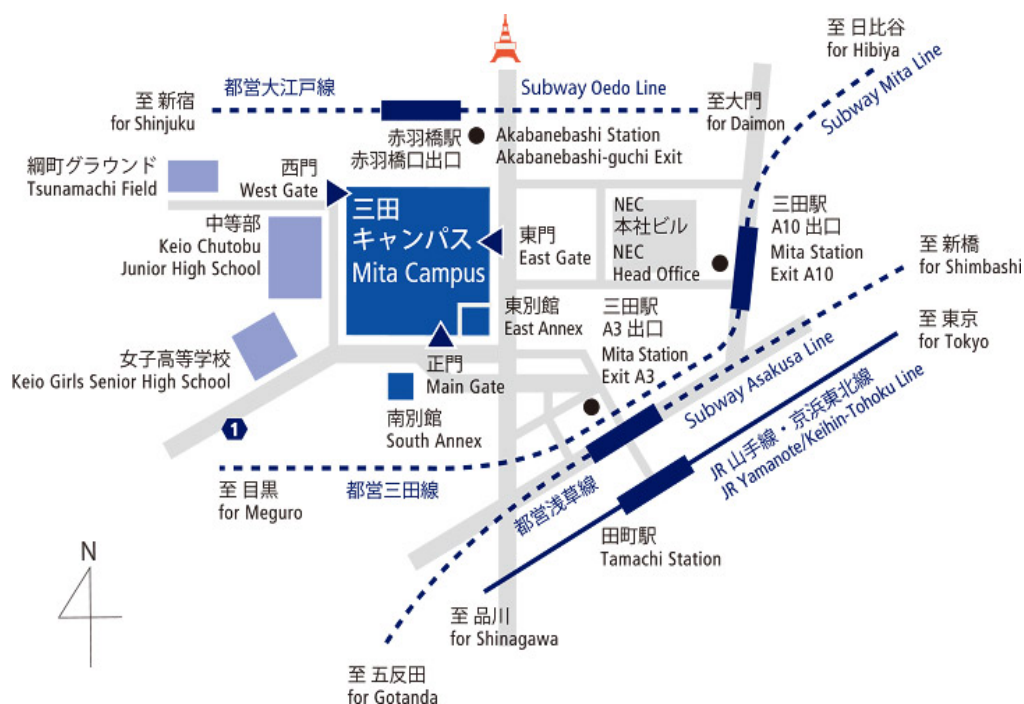 至 日比谷
for Hibiya
Subway Mita Line
都営大江戸線
Subway Oedo Line
至 新宿
for Shinjuku
至大門
for Daimon
赤羽橋駅
赤羽橋口出口
Akabanebashi Station
Akabanebashi-guchi Exit
綱町グラウンド
Tsunamachi Field
西門
West Gate
中等部
Keio Chutobu
Junior High School
三田
キャンパス
Mita Campus
東門
East Gate
NEC
本社ビル
NEC
Head Office
三田駅
A10 出口
Mita Station
Exit A10
至 新橋
for Shimbashi
東別館
East Annex
三田駅
A3 出口
Mita Station
Exit A3
至 東京
for Tokyo
女子高等学校
Keio Girls Senior High School
正門
Main Gate
Subway Asakusa Line
南別館
South Annex
1
JR 山手線・京浜東北線
JR Yamanote/Keihin-Tohoku Line
至 目黒
for Meguro
都営三田線
都営浅草線
田町駅
Tamachi Station
N
至 品川
for Shinagawa
至 五反田
for Gotanda